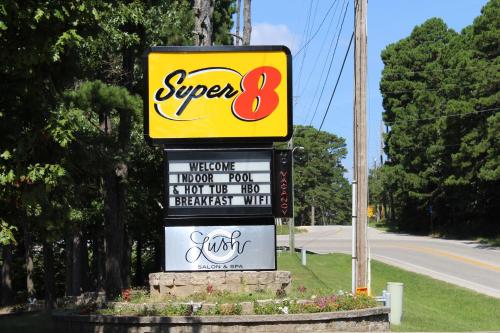 Super 8
WELCOME
INDOOR POOL
& HOT TUB HBO
BREAKFAST WIFI
VACANCY
Lush
SALON & SPA